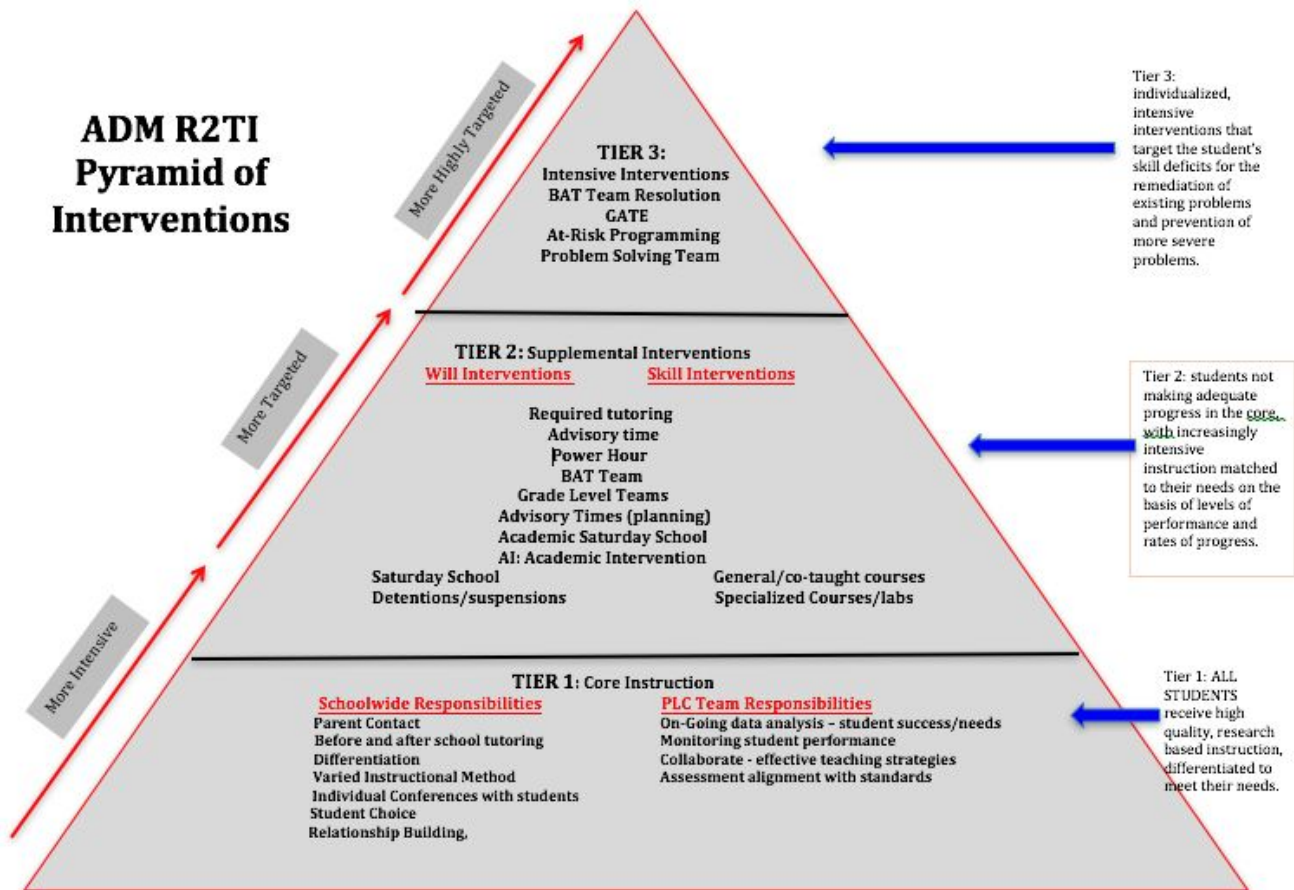 ADM R2TI
Pyramid of
Interventions
More Highly Targeted
More Targeted
More Intensive
TIER 3:
Intensive Interventions
BAT Team Resolution
GATE
At-Risk Programming
Problem Solving Team
Tier 3:
individualized,
intensive
interventions that
target the student's
skill deficits for the
remediation of
existing problems
and prevention of
more severe
problems.
TIER 2: Supplemental Interventions
Will Interventions Skill Interventions
Required tutoring
Advisory time
Power Hour
BAT Team
Grade Level Teams
Advisory Times (planning)
Academic Saturday School
AI: Academic Intervention
Saturday School General/co-taught courses
Detentions/suspensions Specialized Courses/labs
Tier 2: students not
making adequate
progress in the core,
with increasingly
intensive
instruction matched
to their needs on the
basis of levels of
performance and
rates of progress.
TIER 1: Core Instruction
Schoolwide Responsibilities
Parent Contact
Before and after school tutoring
Differentiation
Varied Instructional Method
Individual Conferences with students
Student Choice
Relationship Building,
PLC Team Responsibilities
On-Going data analysis – student success/needs
Monitoring student performance
Collaborate - effective teaching strategies
Assessment alignment with standards
Tier 1: ALL
STUDENTS
receive high
quality, research
based instruction,
differentiated to
meet their needs.